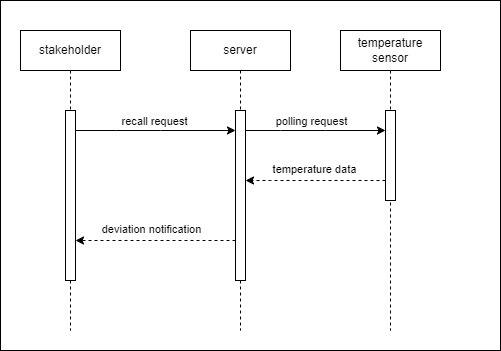 stakeholder
server
temperature
sensor
recall request
polling request
temperature data
deviation notification